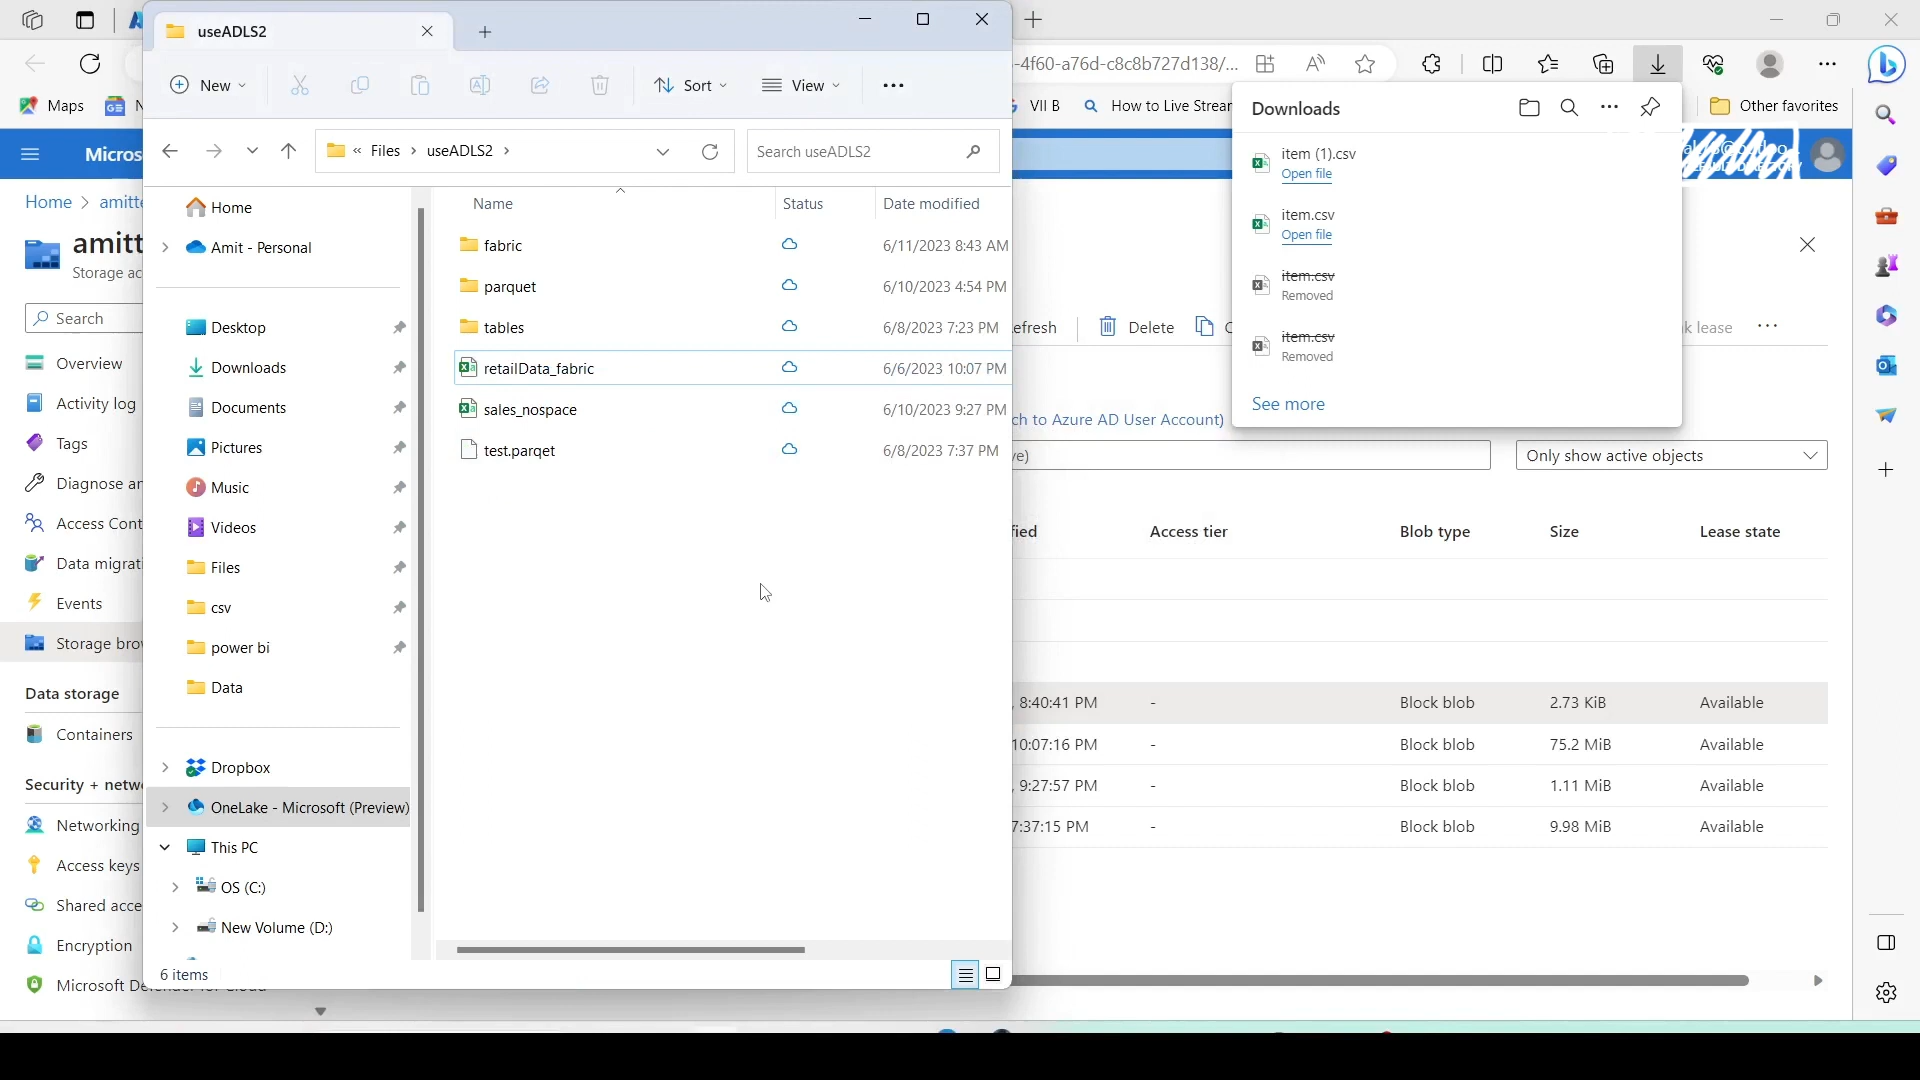 useADLS2
New
Sort
View
Files
useADLS2
Search useADLS2
Home
Amit - Personal
Desktop
Downloads
Documents
Pictures
Music
Videos
Files
csv
power bi
Data
Dropbox
OneLake - Microsoft (Preview)
This PC
OS (C:)
New Volume (D:)
Name Status Date modified
fabric 6/11/2023 8:43 AM
parquet 6/10/2023 4:54 PM
tables 6/8/2023 7:23 PM
retailData_fabric 6/6/2023 10:07 PM
sales_nospace 6/10/2023 9:27 PM
test.parqet 6/8/2023 7:37 PM
6 items
Maps
Micros
Home > amitte
amitt
Storage ac
Search
Overview
Activity log
Tags
Diagnose an
Access Cont
Data migrati
Events
Storage brow
Data storage
Containers
Security + netw
Networking
Access keys
Shared acce
Encryption
Microsoft Defender for Cloud
-4f60-a76d-c8c8b727d138/...
VII B
How to Live Strear
Other favorites
Downloads
item (1).csv
Open file
item.csv
Open file
item.csv
Removed
item.csv
Removed
See more
efresh
Delete
C
k lease
ch to Azure AD User Account)
ve)
Only show active objects
fied Access tier Blob type Size Lease state
, 8:40:41 PM - Block blob 2.73 KiB Available
10:07:16 PM - Block blob 75.2 MiB Available
, 9:27:57 PM - Block blob 1.11 MiB Available
7:37:15 PM - Block blob 9.98 MiB Available